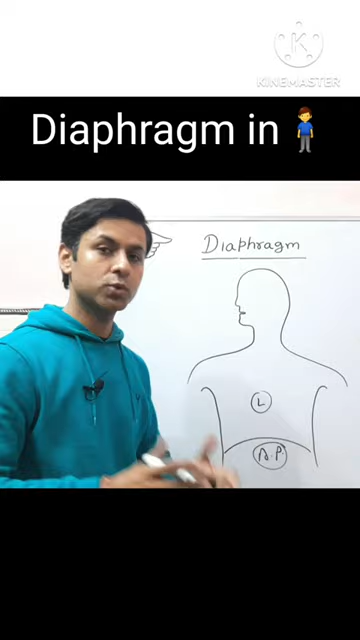 K
KINEMASTER
Diaphragm in 🧍‍♂️
Diaphragm
L
A.P.